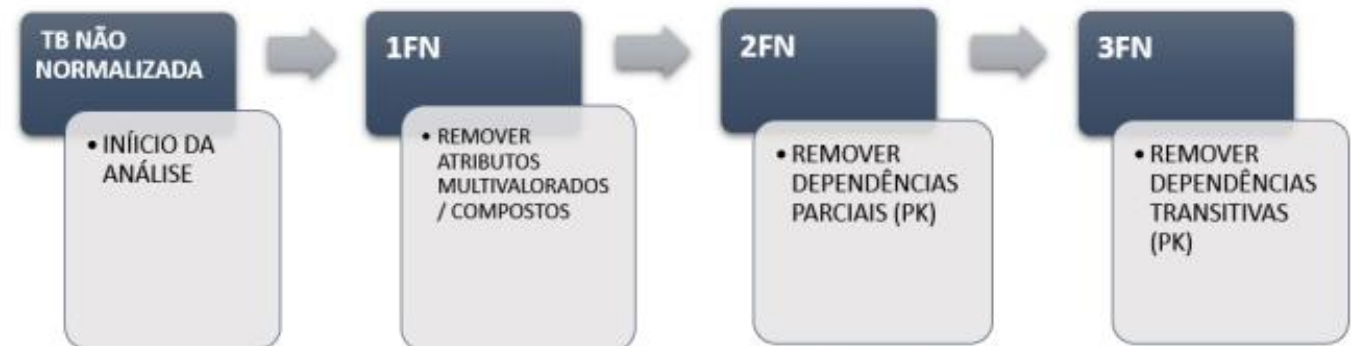 TB NÃO
NORMALIZADA
• INÍICIO DA
ANÁLISE
1FN
• REMOVER
ATRIBUTOS
MULTIVALORADOS
/ COMPOSTOS
2FN
• REMOVER
DEPENDÊNCIAS
PARCIAIS (PK)
3FN
• REMOVER
DEPENDÊNCIAS
TRANSITIVAS
(PK)